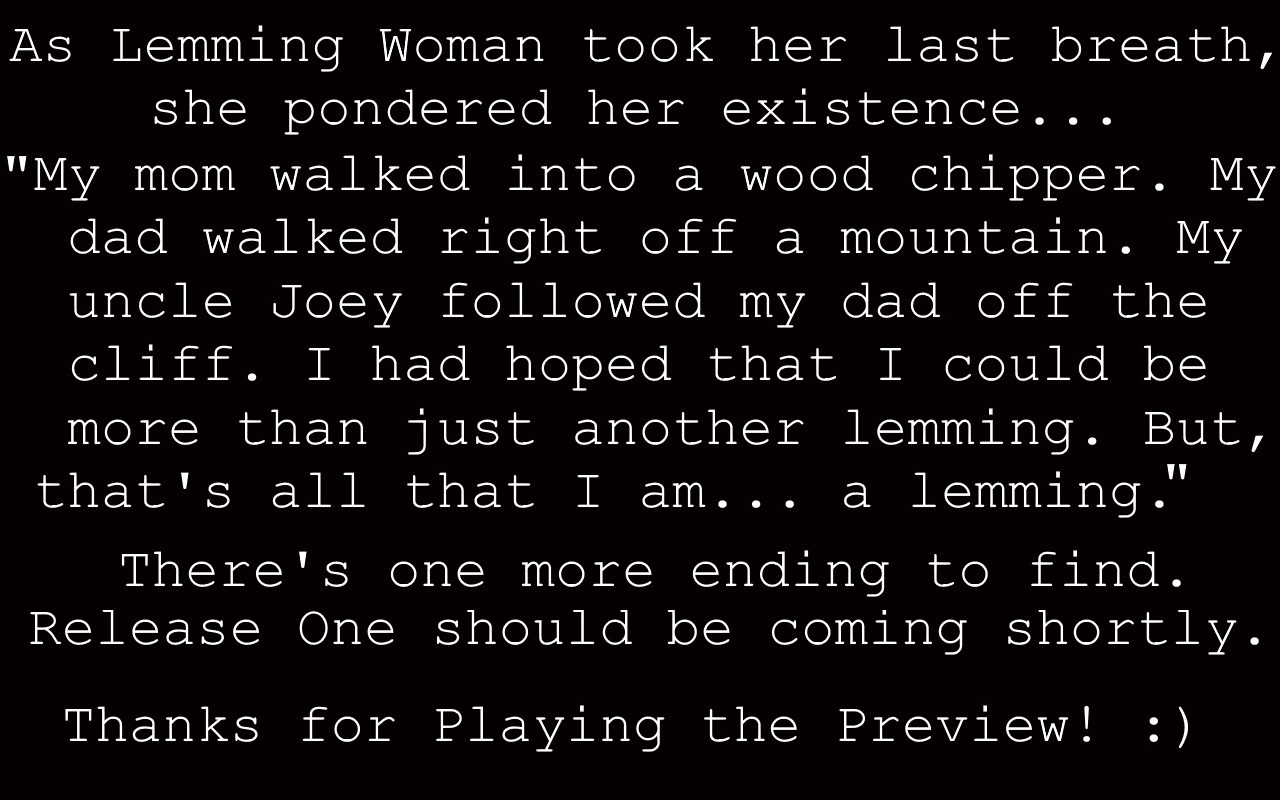 As Lemming Woman took her last breath,
she pondered her existence...
"My mom walked into a wood chipper. My
dad walked right off a mountain. My
uncle Joey followed my dad off the
cliff. I had hoped that I could be
more than just another lemming. But,
that's all that I am... a lemming."
There's one more ending to find.
Release One should be coming shortly.
Thanks for Playing the Preview! :)